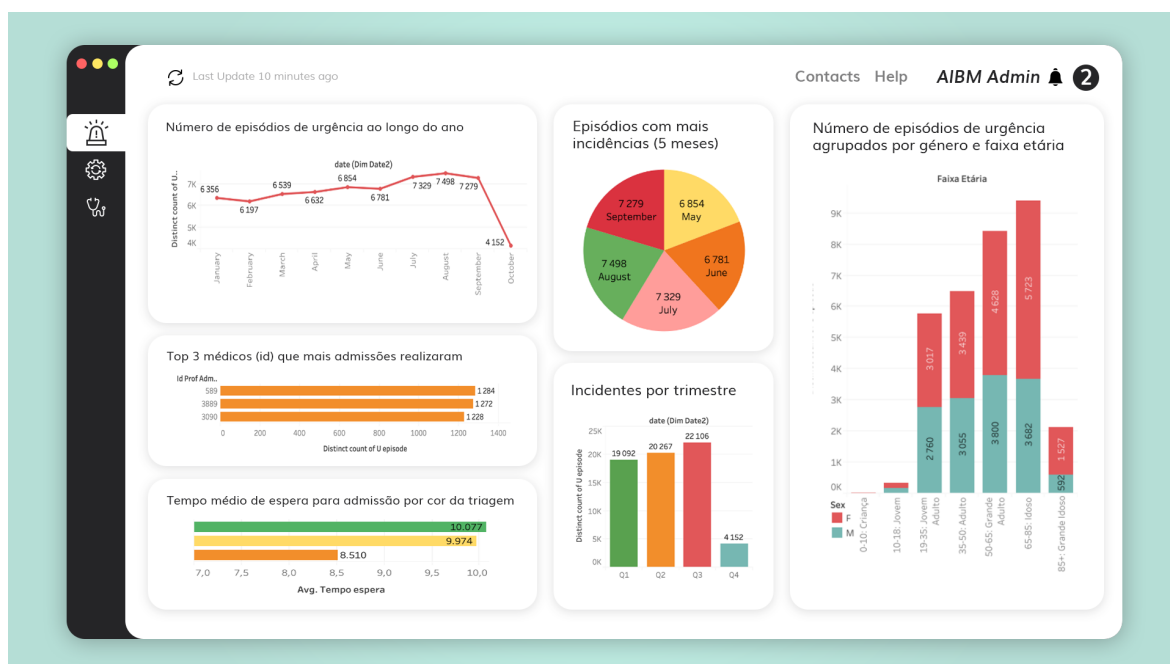 Last Update 10 minutes ago
Contacts Help AIBM Admin 2
Número de episódios de urgência ao longo do ano
date (Dim Date2)
Distinct count of U..
7K
6K
5K
4K
6 356
6 197
6 539
6 632
6 854
6 781
7 329
7 498
7 279
4 152
January
February
March
April
May
June
July
August
September
October
Top 3 médicos (id) que mais admissões realizaram
Id Prof Adm..
589 1 284
3889 1 272
3090 1 228
0 200 400 600 800 1000 1200 1400
Distinct count of U episode
Tempo médio de espera para admissão por cor da triagem
10.077
9.974
8.510
7,0 7,5 8,0 8,5 9,0 9,5 10,0
Avg. Tempo espera
Episódios com mais
incidências (5 meses)
7 279
September
6 854
May
6 781
June
7 329
July
7 498
August
Incidentes por trimestre
date (Dim Date2)
Distinct count of U episode
25K
20K
15K
10K
5K
0K
19 092
20 267
22 106
4 152
Q1 Q2 Q3 Q4
Número de episódios de urgência
agrupados por género e faixa etária
Faixa Etária
9K
8K
7K
6K
5K
4K
3K
2K
1K
0K
3 017
2 760
3 439
3 055
4 628
3 800
5 723
3 682
1 527
592
Sex
F
M
0-10: Criança
10-18: Jovem
19-35: Jovem
Adulto
35-50: Adulto
50-65: Grande
Adulto
65-85: Idoso
85+: Grande Idoso